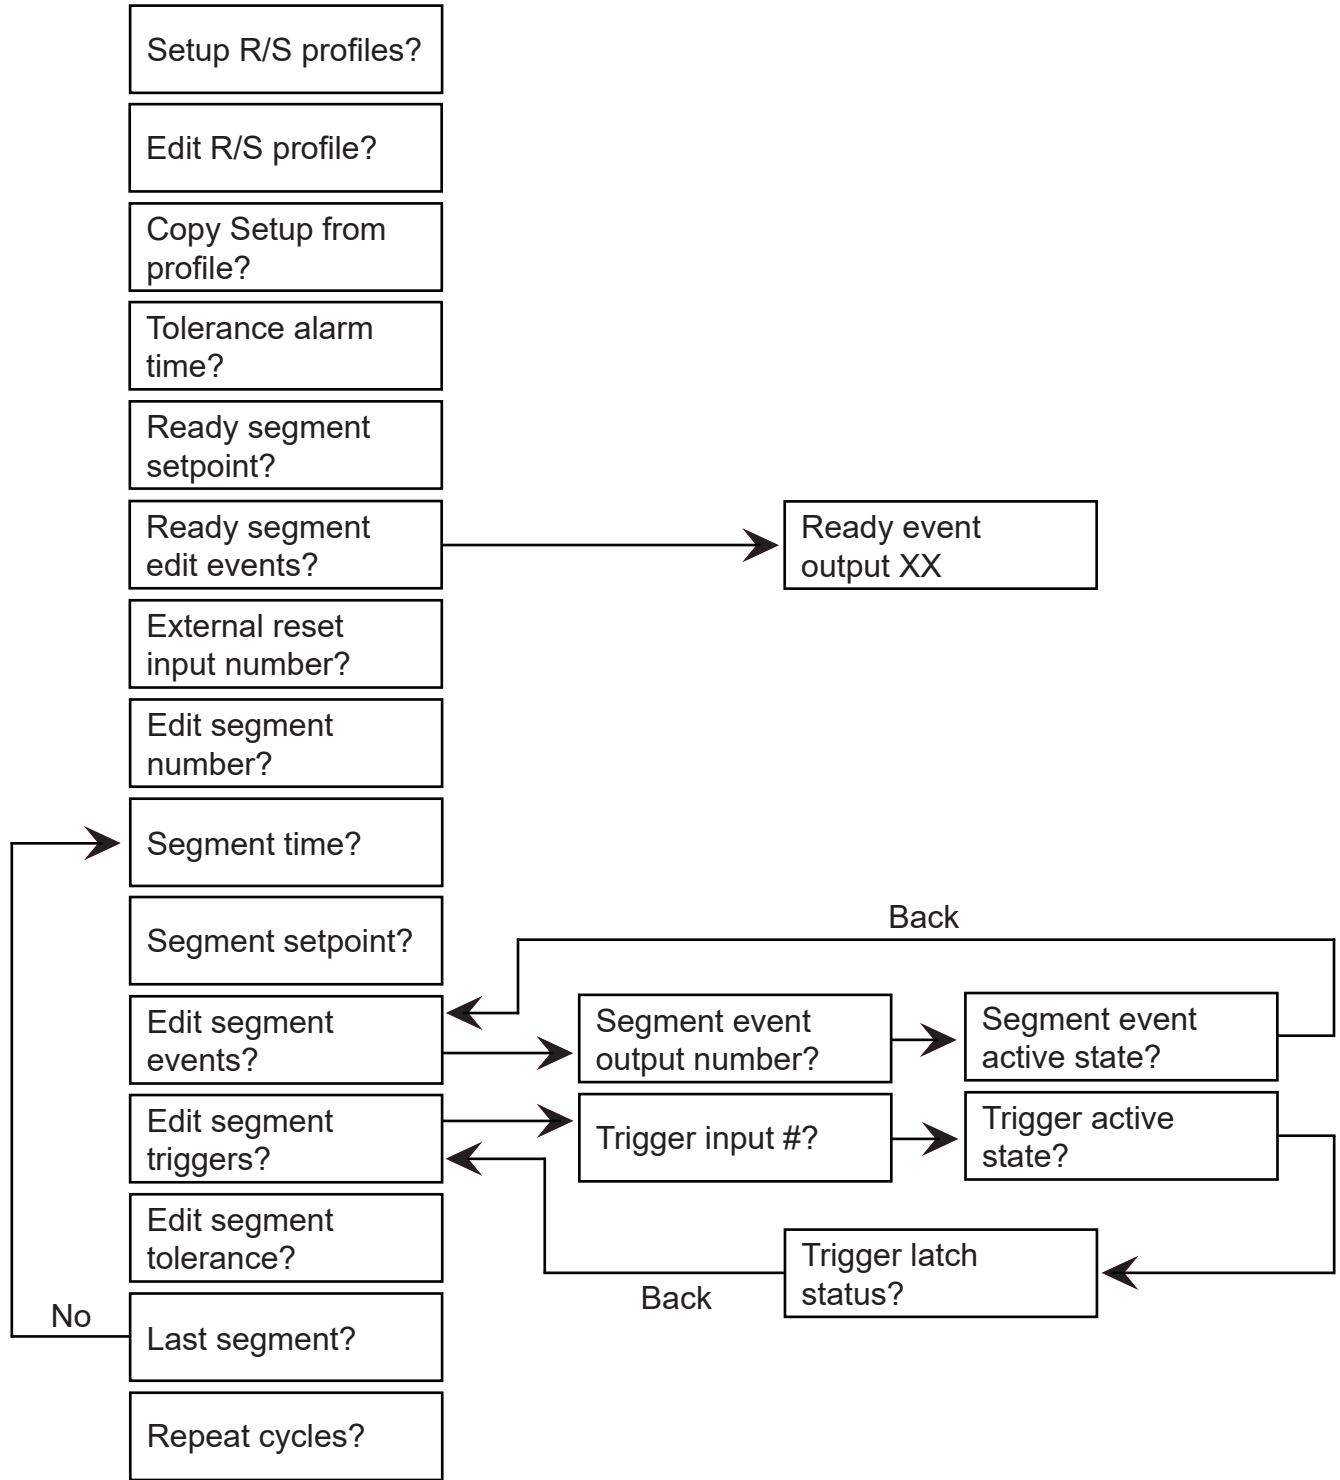 Setup R/S profiles?
Edit R/S profile?
Copy Setup from
profile?
Tolerance alarm
time?
Ready segment
setpoint?
Ready segment
edit events?
Ready event
output XX
External reset
input number?
Edit segment
number?
Segment time?
Segment setpoint?
Back
Edit segment
events?
Segment event
output number?
Segment event
active state?
Edit segment
triggers?
Trigger input #?
Trigger active
state?
Edit segment
tolerance?
Trigger latch
status?
Back
No
Last segment?
Repeat cycles?